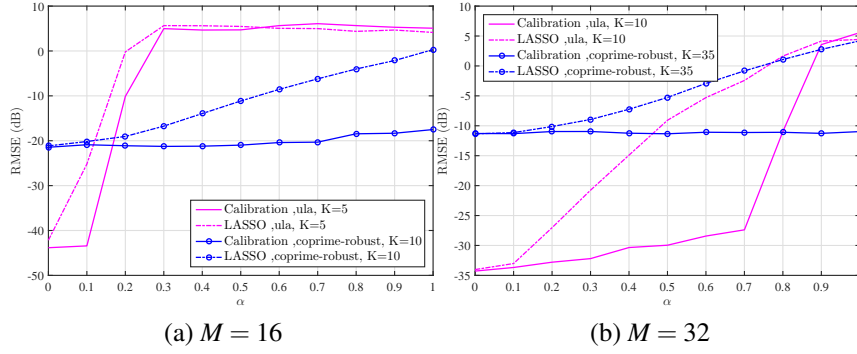 10
0
-10
-20
-30
-40
-50
RMSE (dB)
0 0.1 0.2 0.3 0.4 0.5 0.6 0.7 0.8 0.9 1
α
Calibration ,ula, K=5
LASSO ,ula, K=5
Calibration ,coprime-robust, K=10
LASSO ,coprime-robust, K=10
(a) M = 16
10
5
0
-5
-10
-15
-20
-25
-30
-35
RMSE (dB)
0 0.1 0.2 0.3 0.4 0.5 0.6 0.7 0.8 0.9
α
Calibration ,ula, K=10
LASSO ,ula, K=10
Calibration ,coprime-robust, K=35
LASSO ,coprime-robust, K=35
(b) M = 32